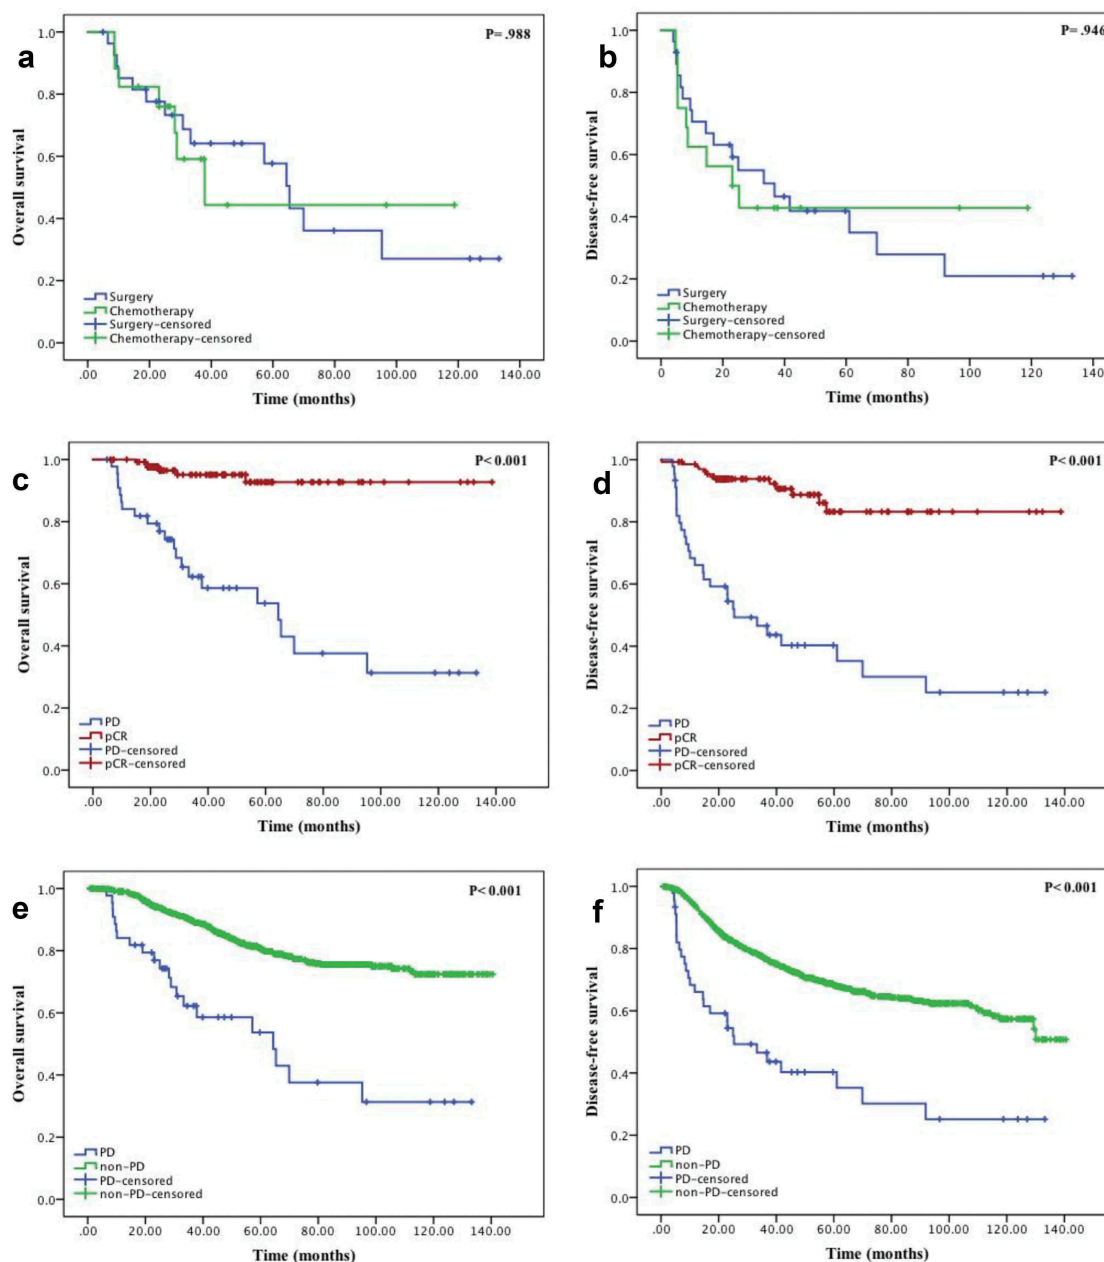 a
P= .988
Overall survival
1.0
0.8
0.6
0.4
0.2
0.0
Surgery
Chemotherapy
Surgery-censored
Chemotherapy-censored
.00 20.00 40.00 60.00 80.00 100.00 120.00 140.00
Time (months)
b
P= .946
Disease-free survival
1.0
0.8
0.6
0.4
0.2
0.0
Surgery
Chemotherapy
Surgery-censored
Chemotherapy-censored
0 20 40 60 80 100 120 140
Time (months)
c
P< 0.001
Overall survival
1.0
0.8
0.6
0.4
0.2
0.0
PD
pCR
PD-censored
pCR-censored
.00 20.00 40.00 60.00 80.00 100.00 120.00 140.00
Time (months)
d
P< 0.001
Disease-free survival
1.0
0.8
0.6
0.4
0.2
0.0
PD
pCR
PD-censored
pCR-censored
.00 20.00 40.00 60.00 80.00 100.00 120.00 140.00
Time (months)
e
P< 0.001
Overall survival
1.0
0.8
0.6
0.4
0.2
0.0
PD
non-PD
PD-censored
non-PD-censored
.00 20.00 40.00 60.00 80.00 100.00 120.00 140.00
Time (months)
f
P< 0.001
Disease-free survival
1.0
0.8
0.6
0.4
0.2
0.0
PD
non-PD
PD-censored
non-PD-censored
.00 20.00 40.00 60.00 80.00 100.00 120.00 140.00
Time (months)